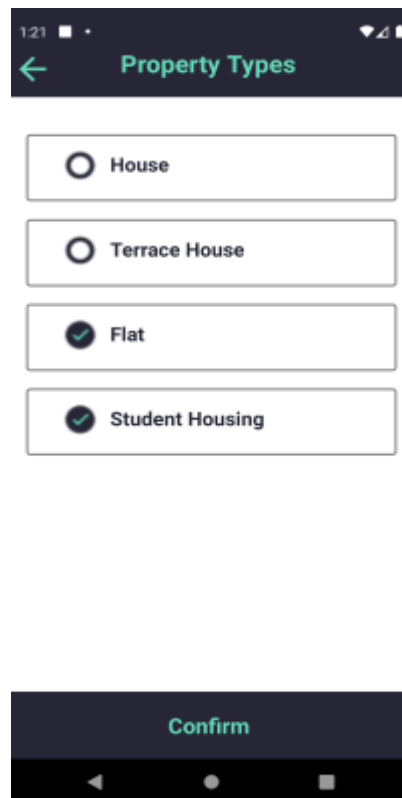 1:21
Property Types
House
Terrace House
Flat
Student Housing
Confirm